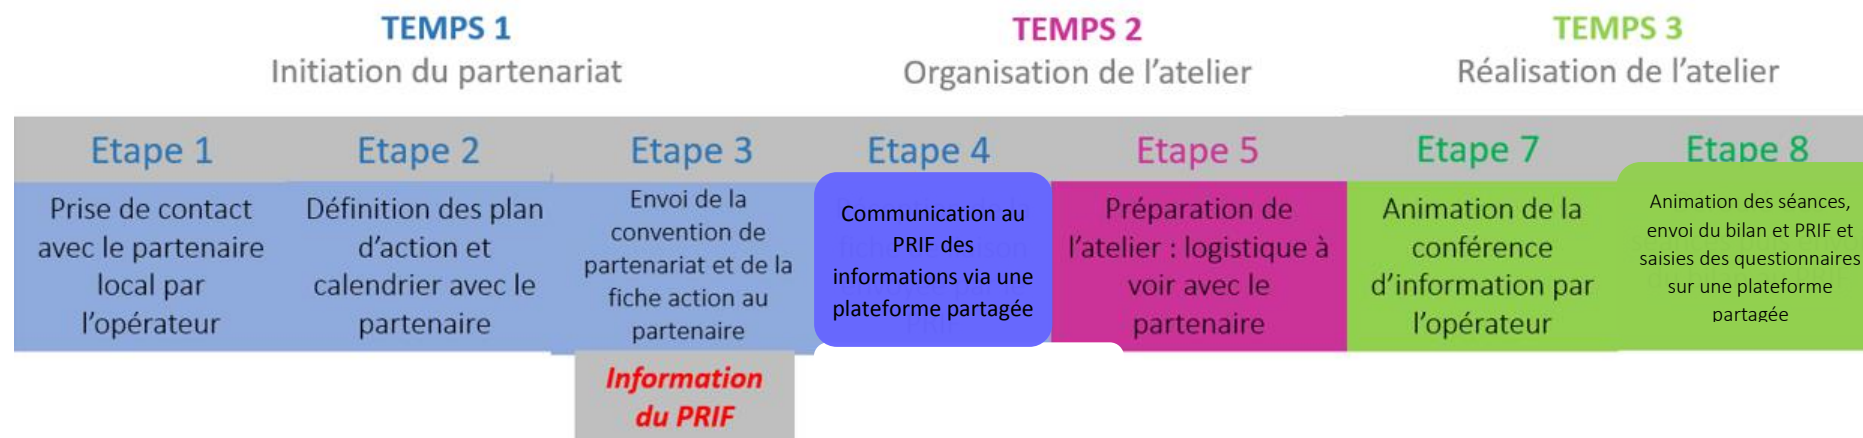 TEMPS 1
Initiation du partenariat
TEMPS 2
Organisation de l'atelier
TEMPS 3
Réalisation de l'atelier
Etape 1
Prise de contact
avec le partenaire
local par
l'opérateur
Etape 2
Définition des plan
d'action et
calendrier avec le
partenaire
Etape 3
Envoi de la
convention de
partenariat et de la
fiche action au
partenaire
Information
du PRIF
Etape 4
Communication au
PRIF des
informations via une
plateforme partagée
Etape 5
Préparation de
l'atelier : logistique à
voir avec le
partenaire
Etape 7
Animation de la
conférence
d'information par
l'opérateur
Etape 8
Animation des séances,
envoi du bilan et PRIF et
saisies des questionnaires
sur une plateforme
partagée